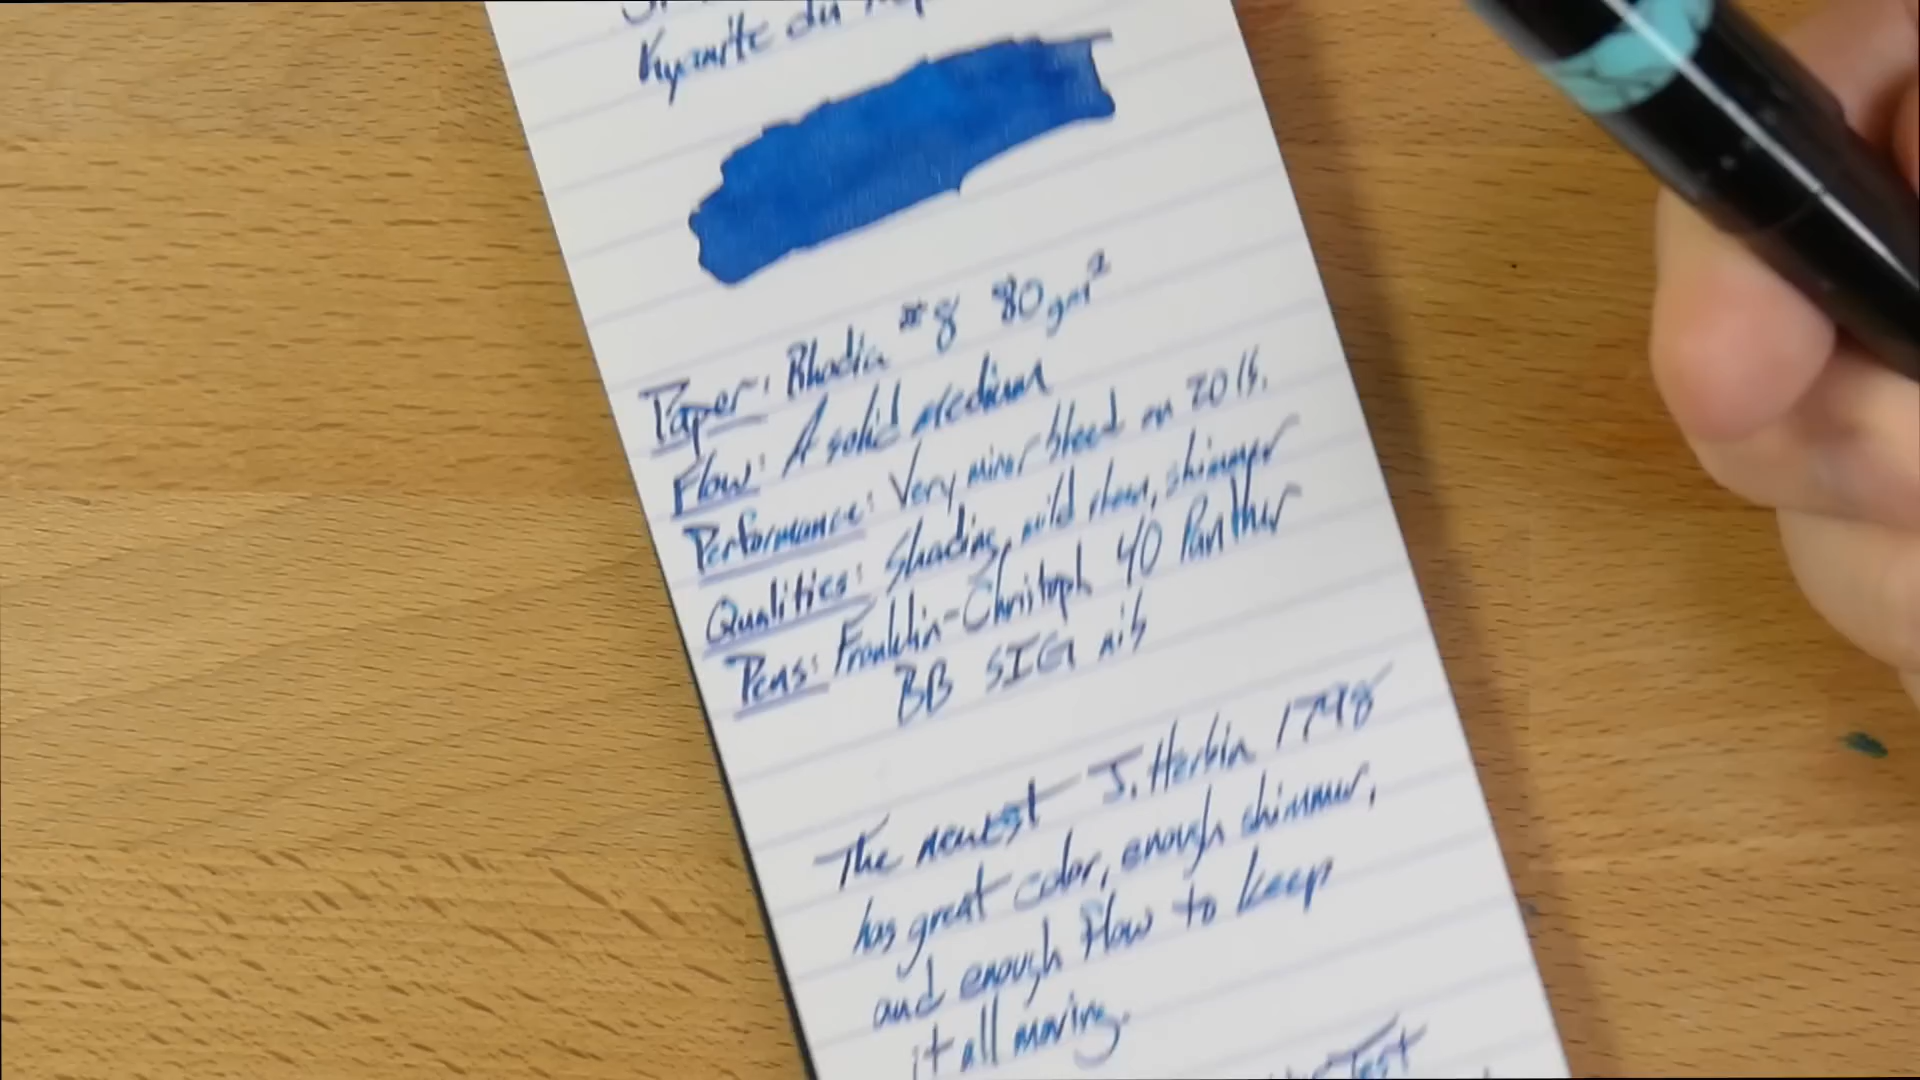 Kyanite du
Paper: Rhodia #8 80gm²
Flow: A solid medium
Performance: Very minor bleed on 20lb.
Qualities: Shading, mild sheen, shimmer
Pens: Franklin-Christoph 40 Panther
BB SIG nib
The newest J. Herbin 1798
has great color, enough shimmer,
and enough flow to keep
it all moving.
Test